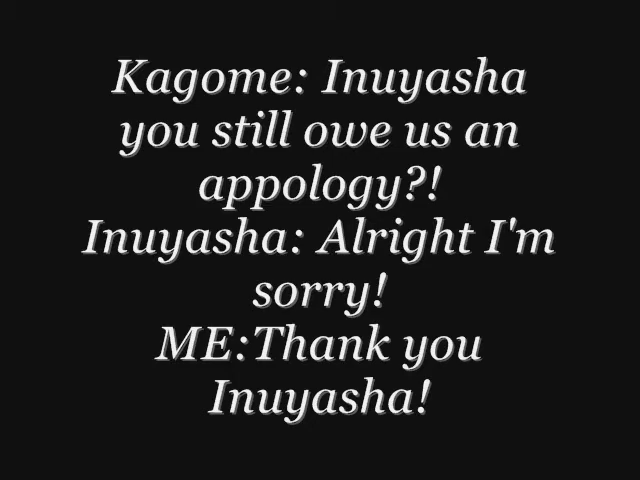 Kagome: Inuyasha
you still owe us an
appology?!
Inuyasha: Alright I'm
sorry!
ME:Thank you
Inuyasha!